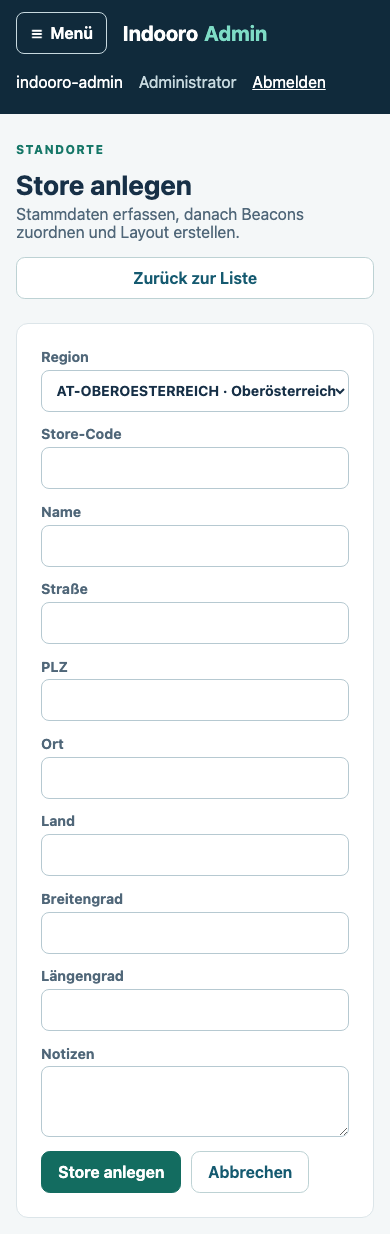 ≡ Menü
Indooro Admin
indooro-admin Administrator Abmelden
STANDORTE
Store anlegen
Stammdaten erfassen, danach Beacons
zuordnen und Layout erstellen.
Zurück zur Liste
Region
AT-OBEROESTERREICH · Oberösterreich
Store-Code
Name
Straße
PLZ
Ort
Land
Breitengrad
Längengrad
Notizen
Store anlegen
Abbrechen